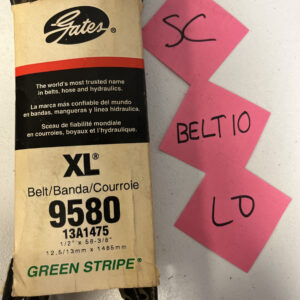 Gates®
The world's most trusted name
in belts, hose and hydraulics.
La marca más confiable del mundo
en bandas, mangueras y línea hidraulica.
Sceau de fiabilité mondial
en courroies, boyaux et l'hydraulique.
XL®
Belt/Banda/Courroie
9580
13A1475
1/2" x 58-3/8"
12.5/13mm x 1485mm
GREEN STRIPE®
SC
BELT10
LO